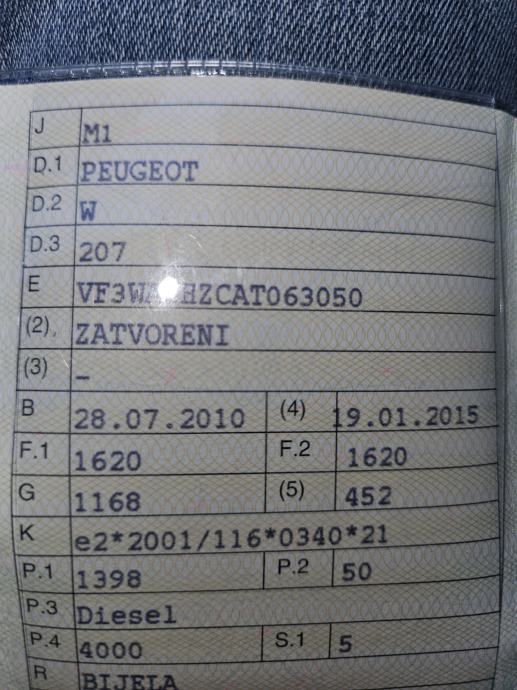 J M1
D.1 PEUGEOT
D.2 W
D.3 207
E
(2), ZATVORENI
(3) –
B 28.07.2010 (4) 19.01.2015
F.1 1620 F.2 1620
G 1168 (5) 452
K e2*2001/116*0340*21
P.1 1398 P.2 50
P.3 Diesel
P.4 4000 S.1 5
R BIJELA